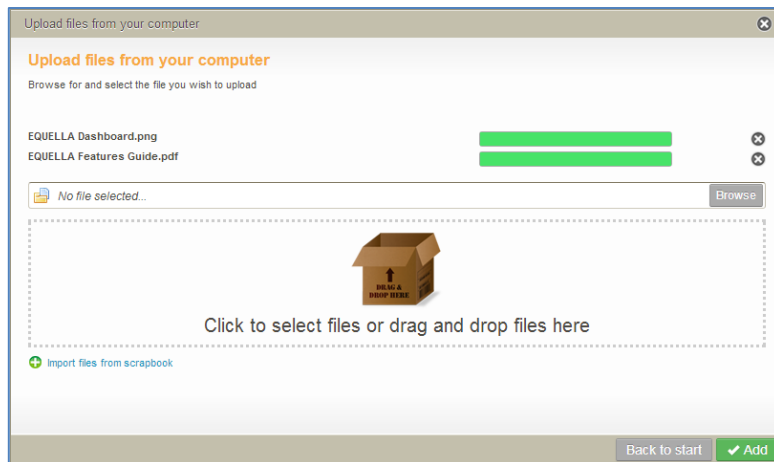 Upload files from your computer
Upload files from your computer
Browse for and select the file you wish to upload
EQUELLA Dashboard.png
EQUELLA Features Guide.pdf
No file selected... Browse
DRAG &
DROP HERE
Click to select files or drag and drop files here
Import files from scrapbook
Back to start Add